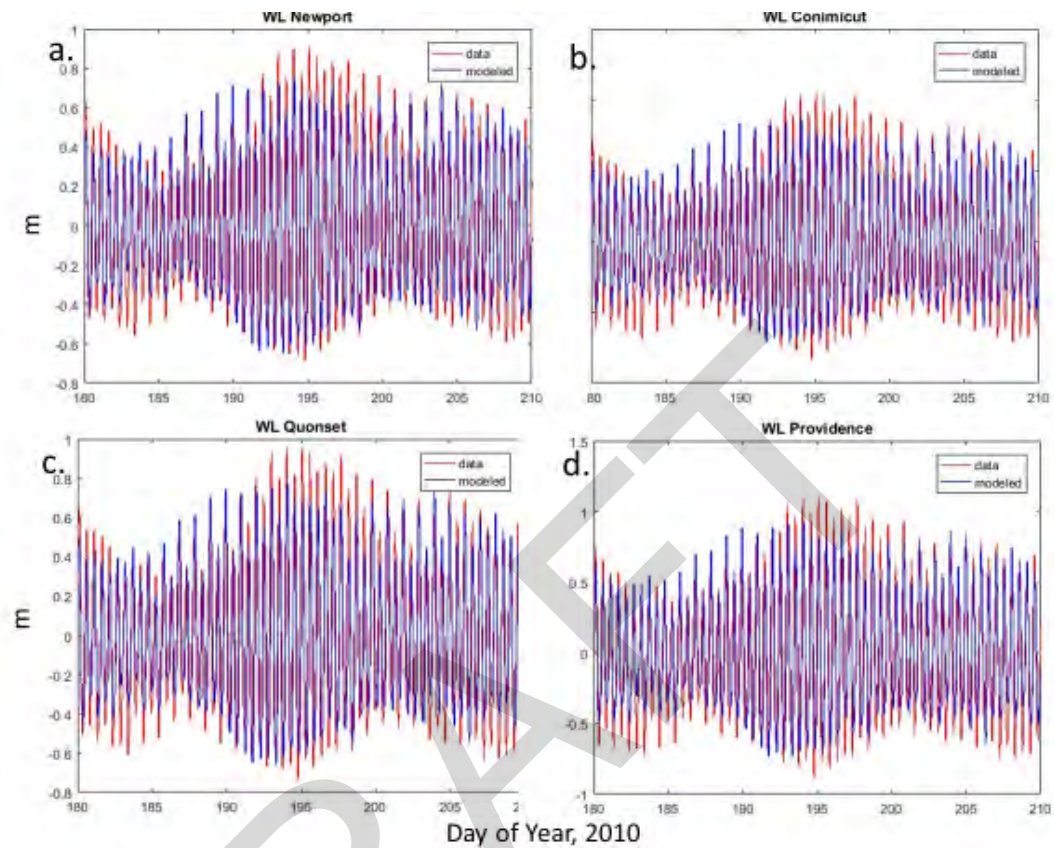 WL Newport
a.
data
modeled
m
1
0.8
0.6
0.4
0.2
0
-0.2
-0.4
-0.6
-0.8
180 185 190 195 200 205 210
WL Conimicut
b.
data
modeled
80 185 190 195 200 205 210
WL Quonset
c.
data
modeled
m
1
0.8
0.6
0.4
0.2
0
-0.2
-0.4
-0.6
-0.8
180 185 190 195 200 205 2
WL Providence
d.
data
modeled
1.5
1
0.5
0
-0.5
-1
180 185 190 195 200 205 210
Day of Year, 2010
DRAFT